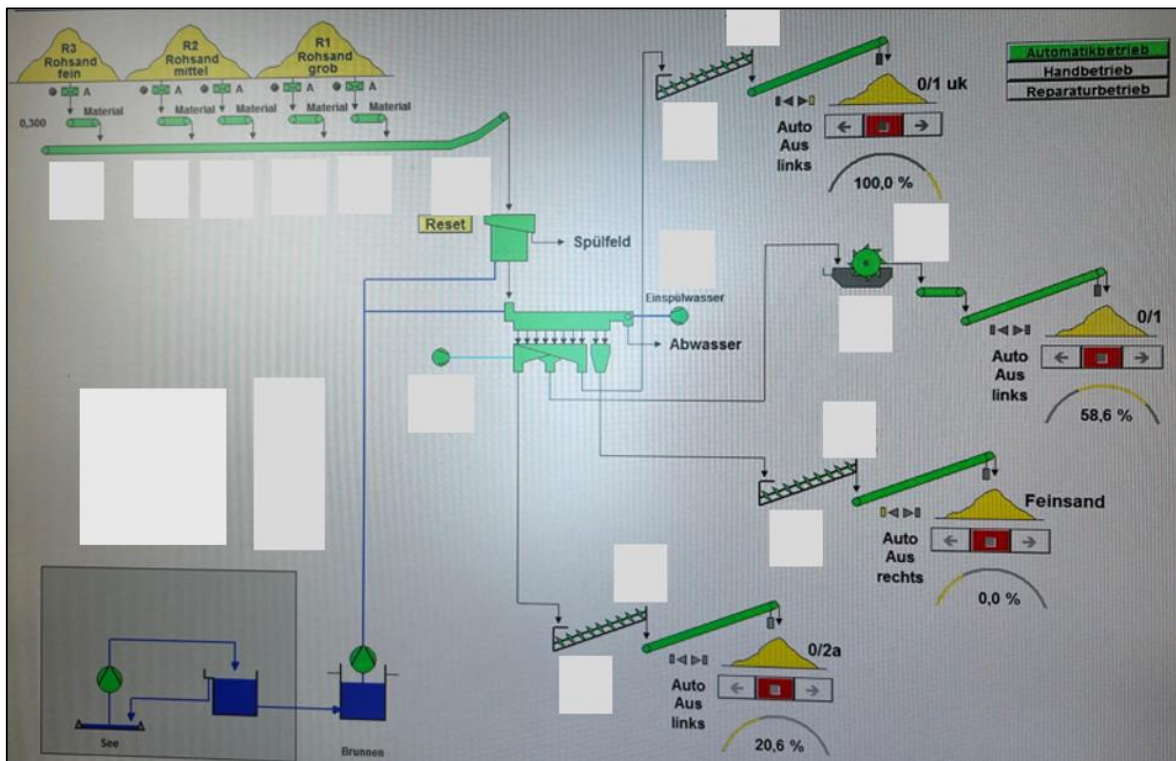 R3
Rohsand
fein
R2
Rohsand
mittel
R1
Rohsand
grob
A
A
A
A
A
Material
Material
Material
Material
Material
0,300
Reset
Spülfeld
Einspülwasser
Abwasser
0/1 uk
Auto
Aus
links
100,0 %
Automatikbetrieb
Handbetrieb
Reparaturbetrieb
0/1
Auto
Aus
links
58,6 %
Feinsand
Auto
Aus
rechts
0,0 %
0/2a
Auto
Aus
links
20,6 %
See
Brunnen